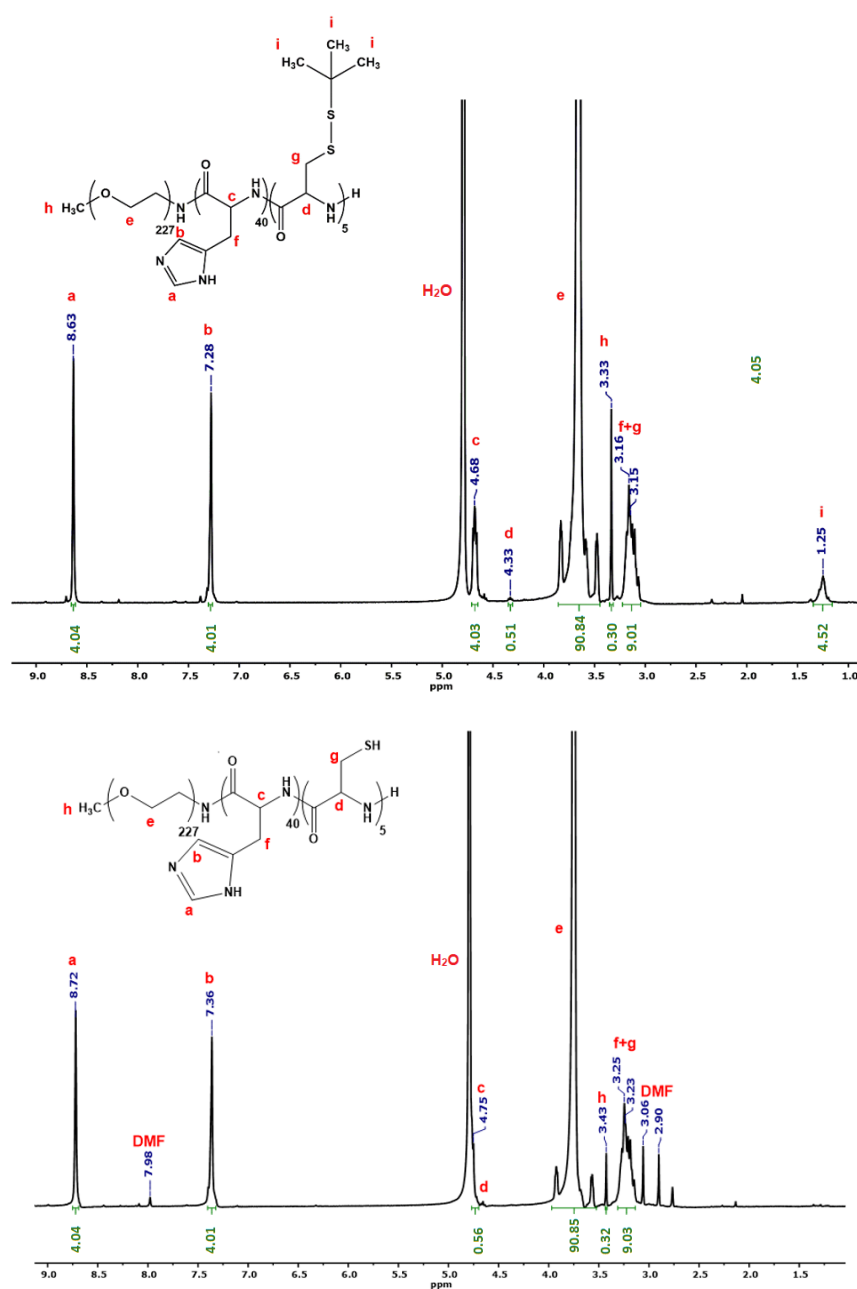 i
i
i
CH₃
H₃C
CH₃
S
S
g
O
H
N
O
H
N
c
d
N
H
H
h
H₃C
e
227
b
40
O
5
f
N
NH
a
a
8.63
b
7.28
H₂O
c
4.68
d
4.33
e
h
3.33
f+g
3.16
3.15
4.05
i
1.25
4.04
4.01
4.03
0.51
90.84
0.30
9.01
4.52
9.0 8.5 8.0 7.5 7.0 6.5 6.0 5.5 5.0 4.5 4.0 3.5 3.0 2.5 2.0 1.5 1.0
ppm
SH
g
O
H
N
O
H
N
c
d
N
H
H
h
H₃C
e
227
b
40
O
5
f
N
NH
a
a
8.72
DMF
7.98
b
7.36
H₂O
c
4.75
d
e
h
3.43
f+g
3.25
3.23
DMF
3.06
2.90
4.04
4.01
0.56
90.85
0.32
9.03
9.0 8.5 8.0 7.5 7.0 6.5 6.0 5.5 5.0 4.5 4.0 3.5 3.0 2.5 2.0 1.5 1.0
ppm